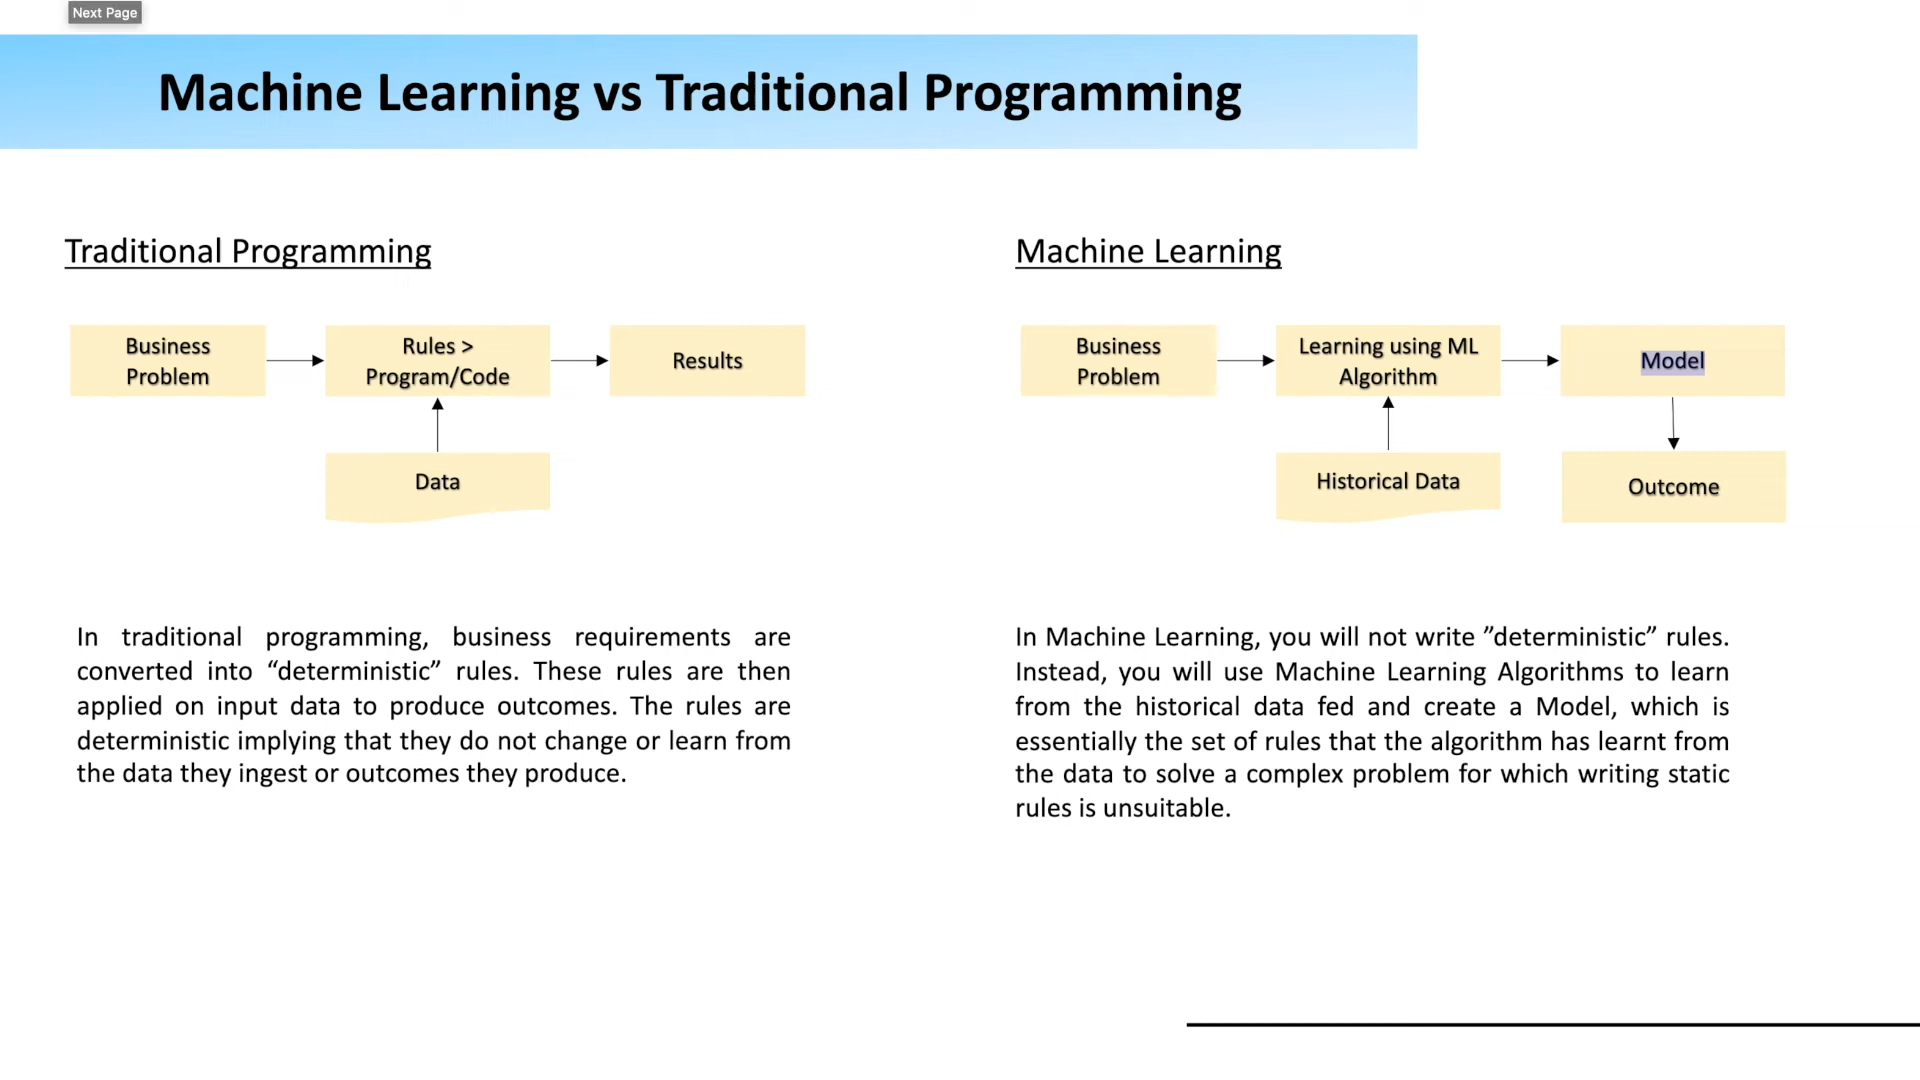 Next Page
Machine Learning vs Traditional Programming
Traditional Programming
Business
Problem
Rules >
Program/Code
Results
Data
In traditional programming, business requirements are
converted into “deterministic” rules. These rules are then
applied on input data to produce outcomes. The rules are
deterministic implying that they do not change or learn from
the data they ingest or outcomes they produce.
Machine Learning
Business
Problem
Learning using ML
Algorithm
Model
Historical Data
Outcome
In Machine Learning, you will not write ”deterministic” rules.
Instead, you will use Machine Learning Algorithms to learn
from the historical data fed and create a Model, which is
essentially the set of rules that the algorithm has learnt from
the data to solve a complex problem for which writing static
rules is unsuitable.